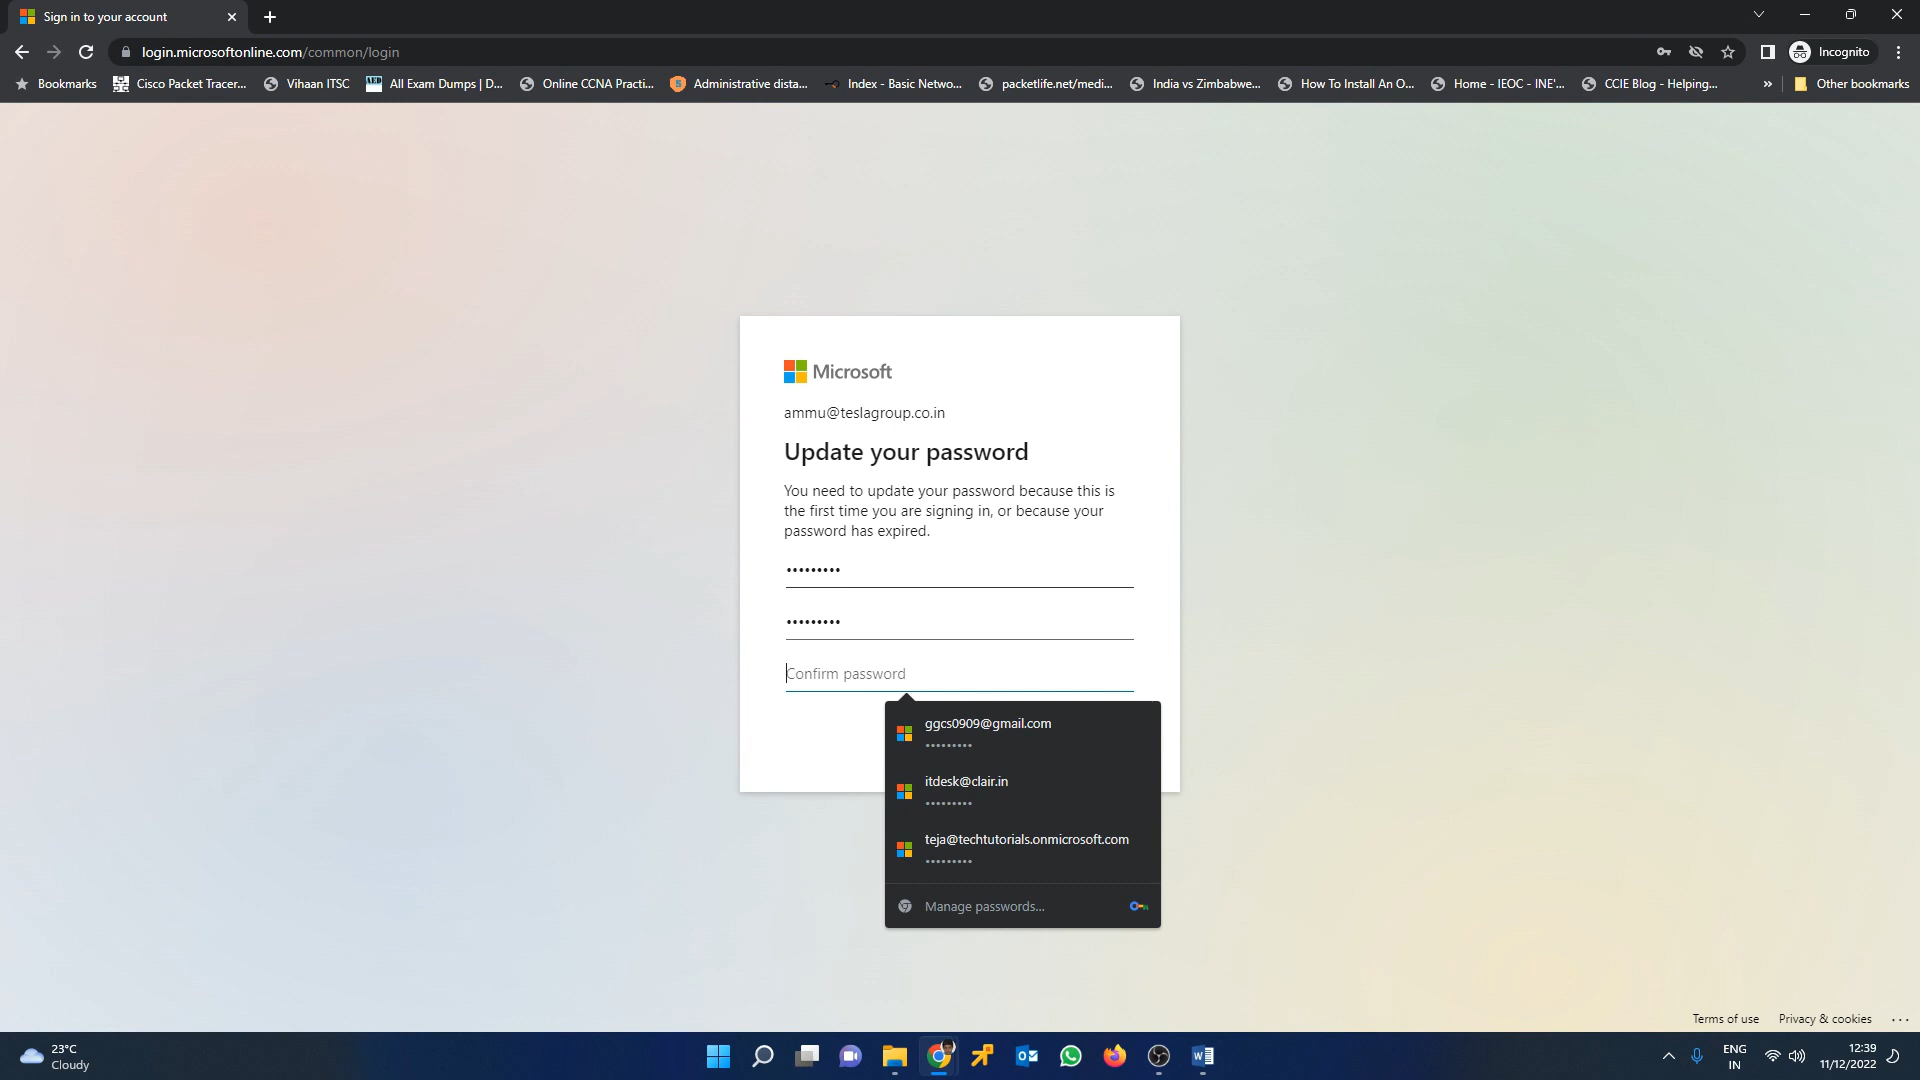 Sign in to your account
login.microsoftonline.com/common/login
Incognito
Bookmarks
Cisco Packet Tracer...
Vihaan ITSC
All Exam Dumps | D...
Online CCNA Practi...
Administrative dista...
Index - Basic Netwo...
packetlife.net/medi...
India vs Zimbabwe...
How To Install An O...
Home - IEOC - INE'...
CCIE Blog - Helping...
»
Other bookmarks
Microsoft
ammu@teslagroup.co.in
Update your password
You need to update your password because this is
the first time you are signing in, or because your
password has expired.
•••••••••
•••••••••
Confirm password
ggcs0909@gmail.com
•••••••••
itdesk@clair.in
•••••••••
teja@techtutorials.onmicrosoft.com
•••••••••
Manage passwords...
Terms of use
Privacy & cookies
...
23°C
Cloudy
ENG
IN
12:39
11/12/2022